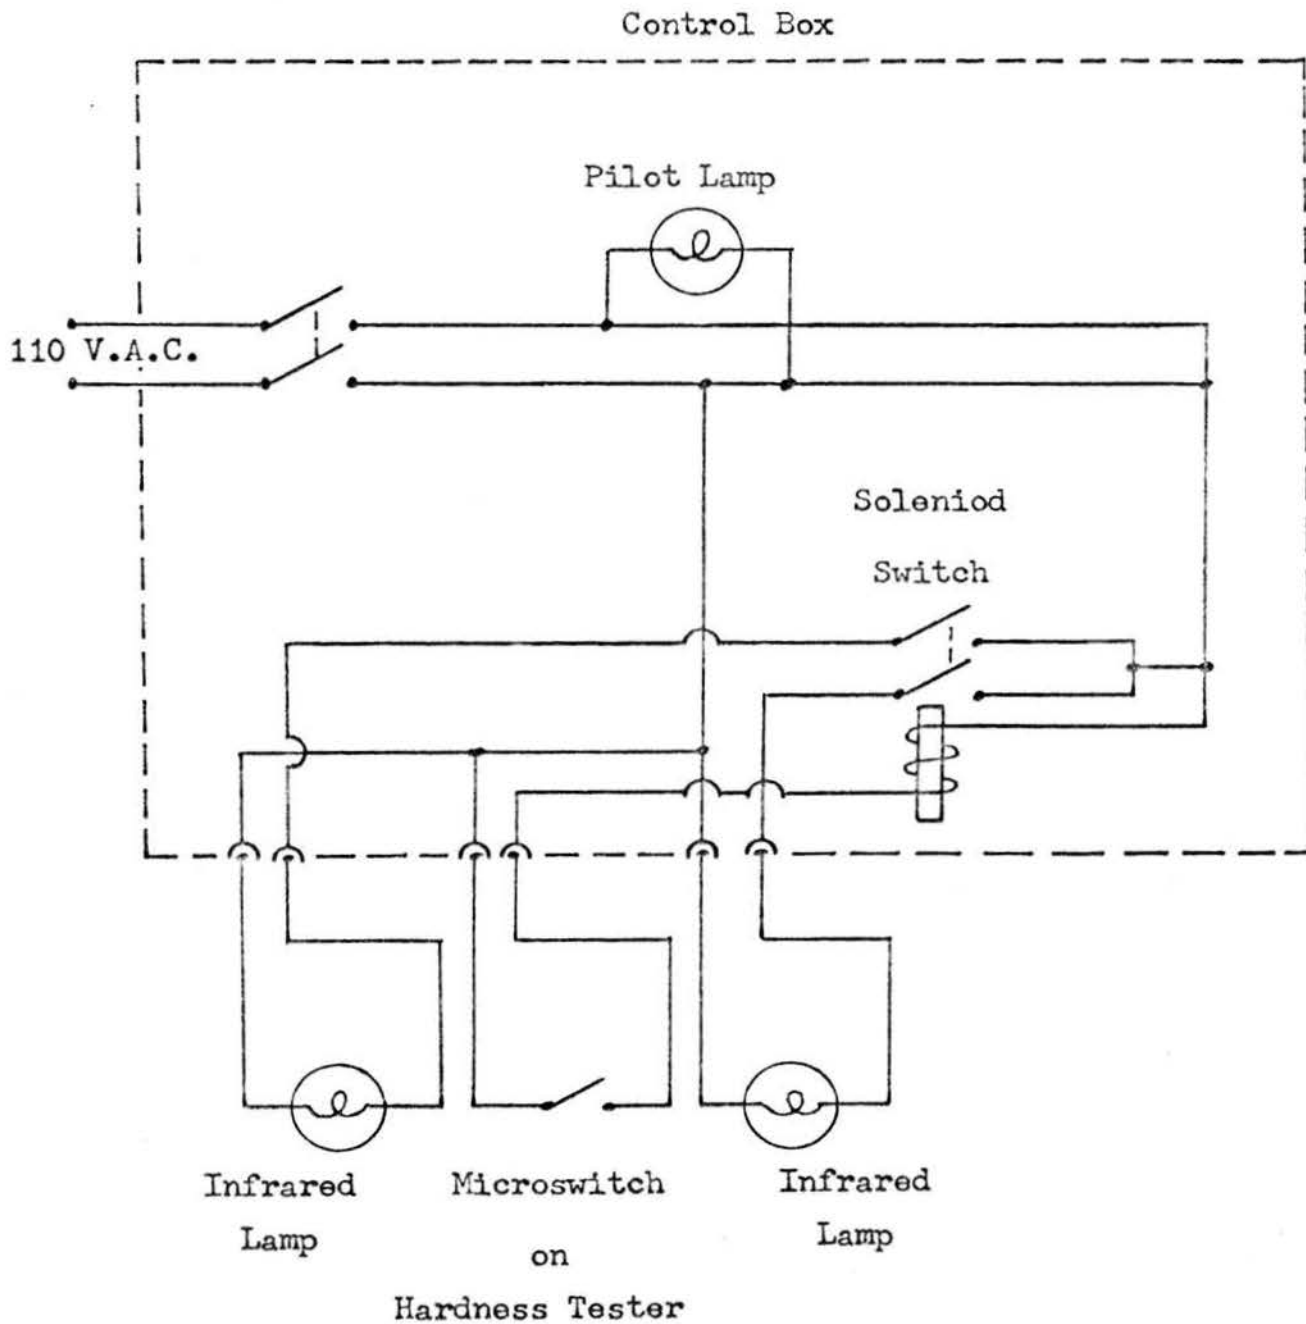 Control Box
Pilot Lamp
110 V.A.C.
Soleniod
Switch
Infrared
Lamp
Microswitch
on
Hardness Tester
Infrared
Lamp